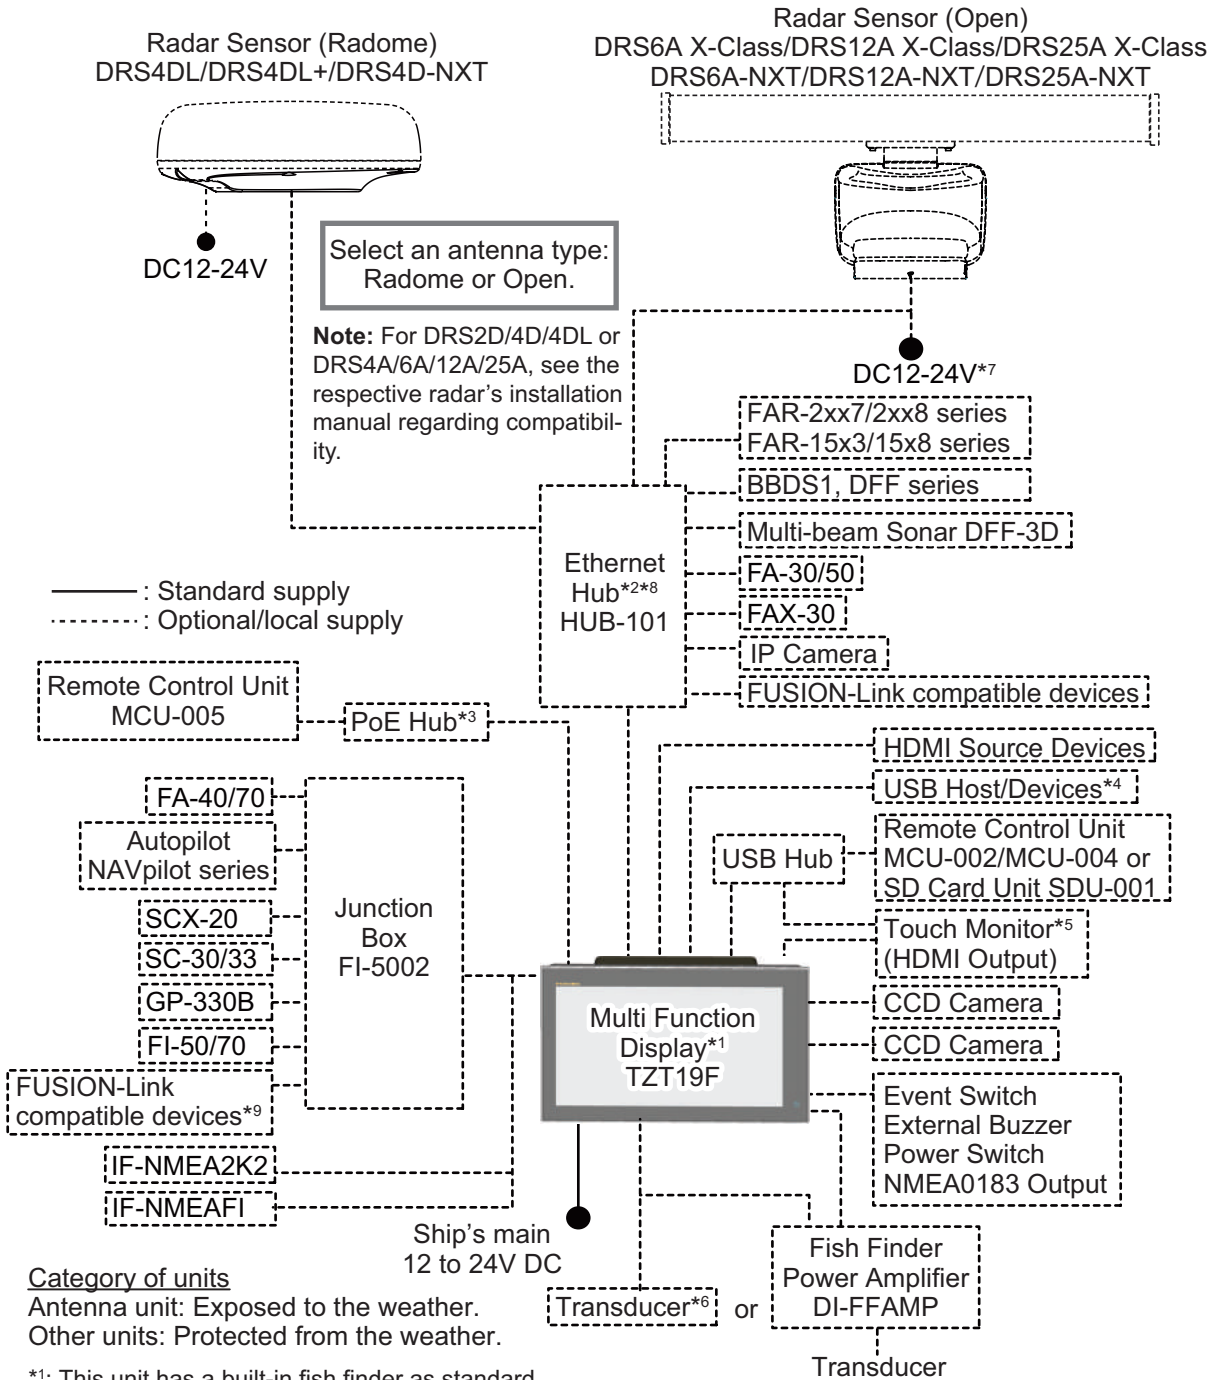 Radar Sensor (Radome)
DRS4DL/DRS4DL+/DRS4D-NXT
Radar Sensor (Open)
DRS6A X-Class/DRS12A X-Class/DRS25A X-Class
DRS6A-NXT/DRS12A-NXT/DRS25A-NXT
DC12-24V
Select an antenna type:
Radome or Open.
Note: For DRS2D/4D/4DL or
DRS4A/6A/12A/25A, see the
respective radar's installation
manual regarding compatibil-
ity.
DC12-24V*7
FAR-2xx7/2xx8 series
FAR-15x3/15x8 series
BBDS1, DFF series
Multi-beam Sonar DFF-3D
FA-30/50
FAX-30
IP Camera
FUSION-Link compatible devices
Ethernet
Hub*2*8
HUB-101
: Standard supply
: Optional/local supply
Remote Control Unit
MCU-005
PoE Hub*3
HDMI Source Devices
USB Host/Devices*4
USB Hub
Remote Control Unit
MCU-002/MCU-004 or
SD Card Unit SDU-001
Touch Monitor*5
(HDMI Output)
CCD Camera
CCD Camera
Event Switch
External Buzzer
Power Switch
NMEA0183 Output
FA-40/70
Autopilot
NAVpilot series
SCX-20
SC-30/33
GP-330B
FI-50/70
FUSION-Link
compatible devices*9
IF-NMEA2K2
IF-NMEAFI
Junction
Box
FI-5002
Multi Function
Display*1
TZT19F
Ship's main
12 to 24V DC
Transducer*6
or
Fish Finder
Power Amplifier
DI-FFAMP
Transducer
Category of units
Antenna unit: Exposed to the weather.
Other units: Protected from the weather.
*1: This unit has a built-in fish finder as standard.